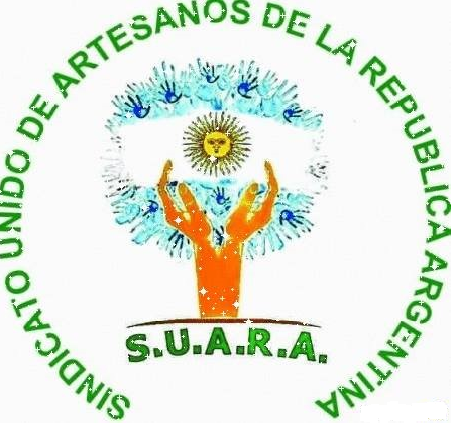 SINDICATO UNIDO DE ARTESANOS DE LA REPUBLICA ARGENTINA
S.U.A.R.A.